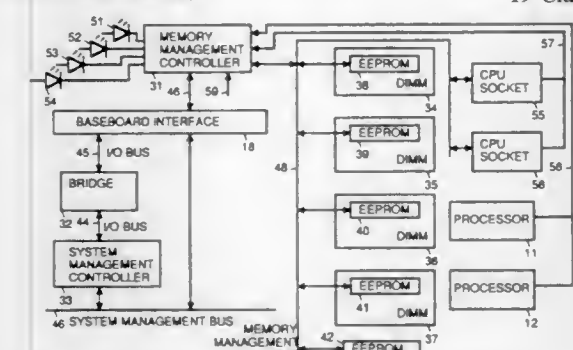 51
52
53
54
MEMORY
MANAGEMENT
CONTROLLER
31
46
59
57
BASEBOARD INTERFACE
18
45
I/O BUS
BRIDGE
32
44
I/O BUS
SYSTEM
MANAGEMENT
CONTROLLER
33
46 SYSTEM MANAGEMENT BUS
48
EEPROM
38
DIMM
34
EEPROM
39
DIMM
35
EEPROM
40
DIMM
36
EEPROM
41
DIMM
37
MEMORY
MANAGEMENT
42
EEPROM
CPU
SOCKET
55
CPU
SOCKET
56
58
PROCESSOR
11
PROCESSOR
12